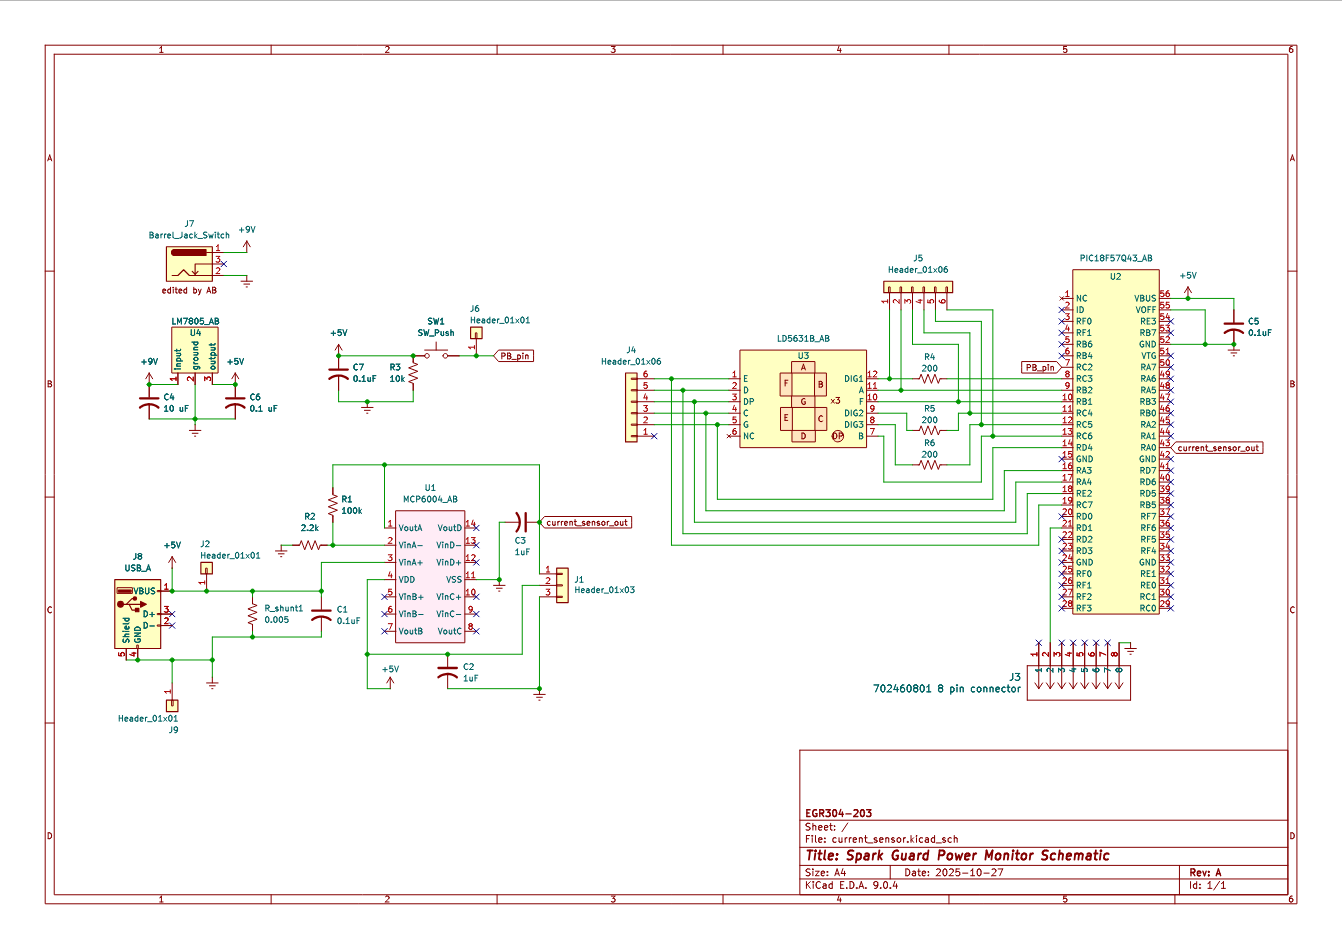 1 2 3 4 5 6
A
A
J7
Barrel_Jack_Switch
+9V
1
3
2
edited by AB
LM7805_AB
U4
input
ground
output
1 2 3
+9V
+5V
C4
10 uF
C6
0.1 uF
+5V
C7
0.1uF
R3
10k
SW1
SW_Push
J6
Header_01x01
1
PB_pin
J4
Header_01x06
6
5
4
3
2
1
LD5631B_AB
U3
1 E
2 D
3 DP
4 C
5 G
6 NC
A
F
B
G
x3
E
C
D
DP
DIG1 12
A 11
F 10
DIG2 9
DIG3 8
B 7
J5
Header_01x06
1 2 3 4 5 6
R4
200
R5
200
R6
200
PIC18F57Q43_AB
U2
PB_pin
1 NC
2 ID
3 RF0
4 RF1
5 RB6
6 RB4
7 RC2
8 RC3
9 RB2
10 RB1
11 RC4
12 RC5
13 RC6
14 RD4
15 GND
16 RA3
17 RA4
18 RE2
19 RC7
20 RD0
21 RD1
22 RD2
23 RD3
24 GND
25 RF0
26 RF1
27 RF2
28 RF3
VBUS 56
VOFF 55
RE3 54
RB7 53
GND 52
VTG 51
RA7 50
RA6 49
RA5 48
RB3 47
RB0 46
RA2 45
RA1 44
RA0 43
GND 42
RD7 41
RD6 40
RD5 39
RB5 38
RF7 37
RF6 36
RF5 35
RF4 34
GND 33
RE1 32
RE0 31
RC1 30
RC0 29
+5V
C5
0.1uF
current_sensor_out
B
B
J8
USB_A
VBUS 1
D+ 3
D- 2
Shield
GND
5 4
+5V
J2
Header_01x01
1
R_shunt1
0.005
C1
0.1uF
1
Header_01x01
J9
R2
2.2k
R1
100k
U1
MCP6004_AB
1 VoutA
2 VinA-
3 VinA+
4 VDD
5 VinB+
6 VinB-
7 VoutB
VoutD 14
VinD- 13
VinD+ 12
VSS 11
VinC+ 10
VinC- 9
VoutC 8
+5V
C2
1uF
C3
1uF
current_sensor_out
1
2
3
J1
Header_01x03
C
C
1 2 3 4 5 6 7 8
1 2 3 4 5 6 7 8
J3
702460801 8 pin connector
D
D
EGR304-203
Sheet: /
File: current_sensor.kicad_sch
Title: Spark Guard Power Monitor Schematic
Size: A4 Date: 2025-10-27 Rev: A
KiCad E.D.A. 9.0.4 Id: 1/1
1 2 3 4 5 6